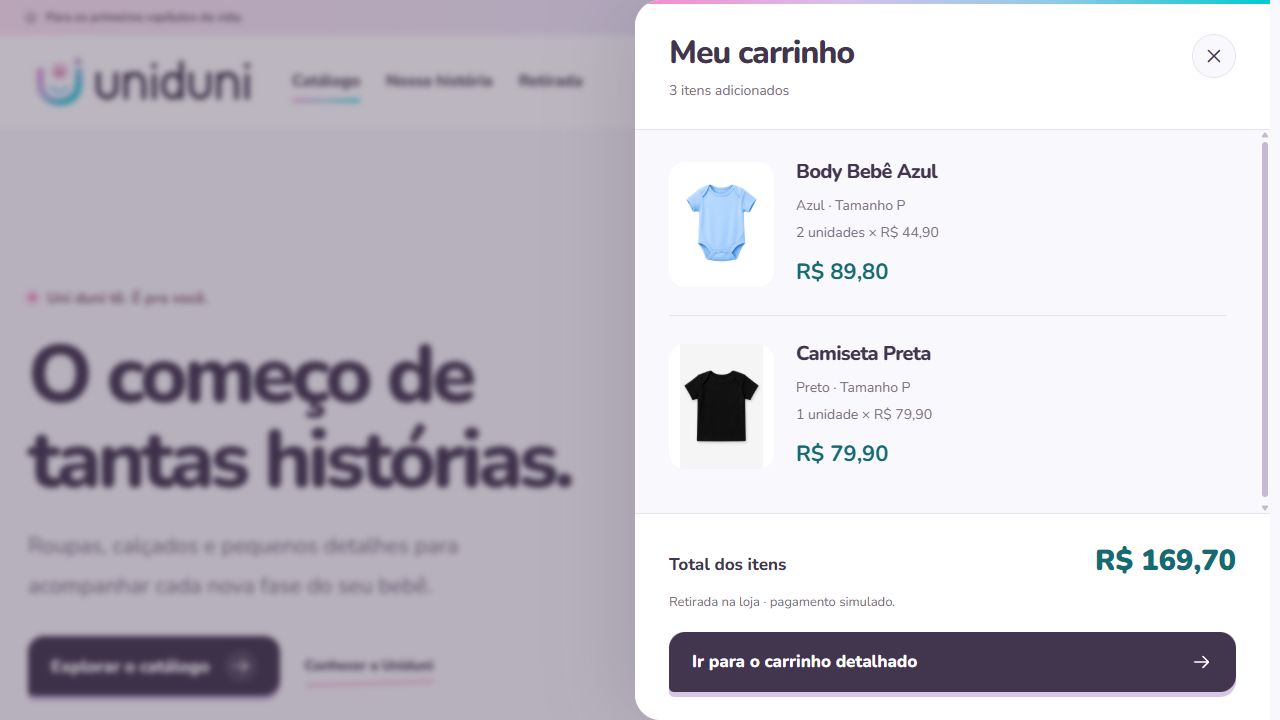 Para os primeiros capítulos da vida.
uniduni
Catálogo
Nossa história
Retirada
Uni duni tê. É pra você.
O começo de
tantas histórias.
Roupas, calçados e pequenos detalhes para
acompanhar cada nova fase do seu bebê.
Explorar o catálogo
Conhecer a Uniduni
Meu carrinho
3 itens adicionados
Body Bebê Azul
Azul · Tamanho P
2 unidades × R$ 44,90
R$ 89,80
Camiseta Preta
Preto · Tamanho P
1 unidade × R$ 79,90
R$ 79,90
Total dos itens
R$ 169,70
Retirada na loja · pagamento simulado.
Ir para o carrinho detalhado